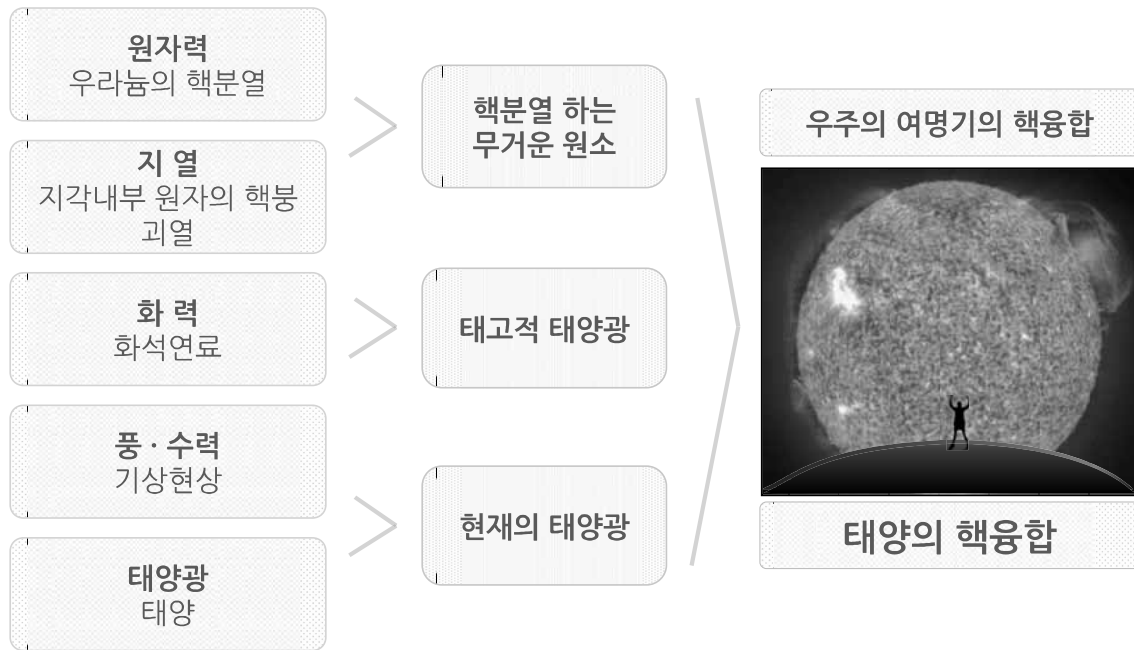 원자력
우라늄의 핵분열
지 열
지각내부 원자의 핵붕
괴열
화 력
화석연료
풍 · 수력
기상현상
태양광
태양
핵분열 하는
무거운 원소
태고적 태양광
현재의 태양광
우주의 여명기의 핵융합
태양의 핵융합